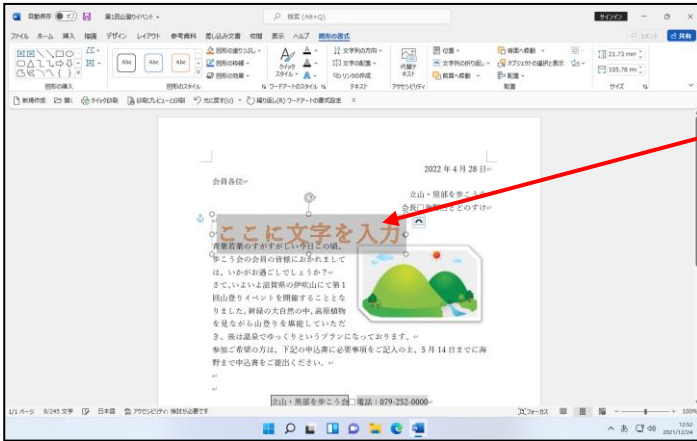 自動保存 オフ 第1回山登りイベント 検索 (Alt+Q) サインイン
ファイル ホーム 挿入 描画 デザイン レイアウト 参考資料 差し込み文書 校閲 表示 ヘルプ 図形の書式 コメント 共有
Abc Abc Abc
図形の塗りつぶし 図形の枠線 図形の効果
クイックスタイル
文字列の方向 文字の配置 リンクの作成
代替テキスト
位置 文字列の折り返し 前面へ移動
背面へ移動 オブジェクトの選択と表示 配置
21.73 mm
105.78 mm
図形の挿入 図形のスタイル ワードアートのスタイル テキスト アクセシビリティ 配置 サイズ
新規作成 開く クイック印刷 印刷プレビューと印刷 元に戻す(U) 繰り返し(R) ワードアートの書式設定
2022 年 4 月 28 日
会員各位
立山・黒部を歩こう会
ここに文字を入力
青葉若葉のすがすがしい今日この頃、
歩こう会の会員の皆様におかれまして
は、いかがお過ごしでしょうか？
さて、いよいよ滋賀県の伊吹山にて第 1
回山登りイベントを開催することとな
りました。新緑の大自然の中、高原植物
を見ながら山登りを堪能していただ
き、後は温泉でゆっくりというプランになっております。
参加ご希望の方は、下記の申込書に必要事項をご記入の上、5 月 14 日までに海
野まで申込書をご提出ください。
立山・黒部を歩こう会 電話：079-252-0000
1/1 ページ 8/245 文字 日本語 アクセシビリティ: 検討が必要です フォーカス 100%
あ 12:52
2021/12/24